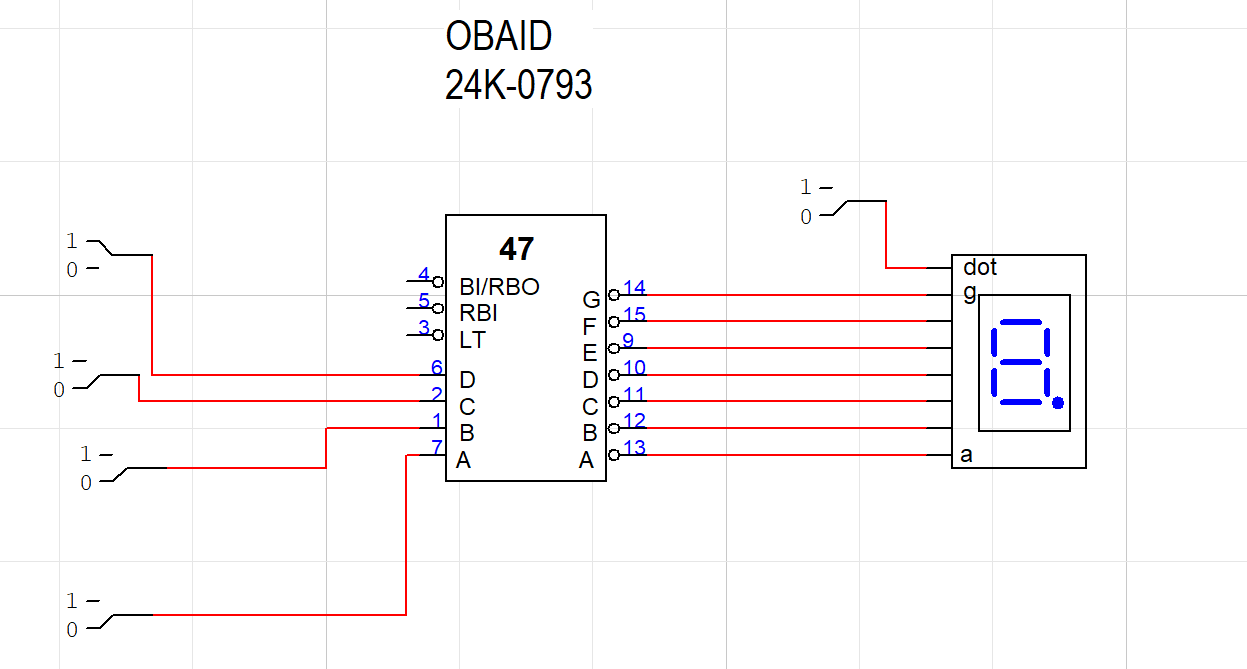 OBAID
24K-0793
1
0
dot
g
a
1
0
1
0
1
0
1
0
47
4 BI/RBO
5 RBI
3 LT
6 D
2 C
1 B
7 A
G 14
F 15
E 9
D 10
C 11
B 12
A 13